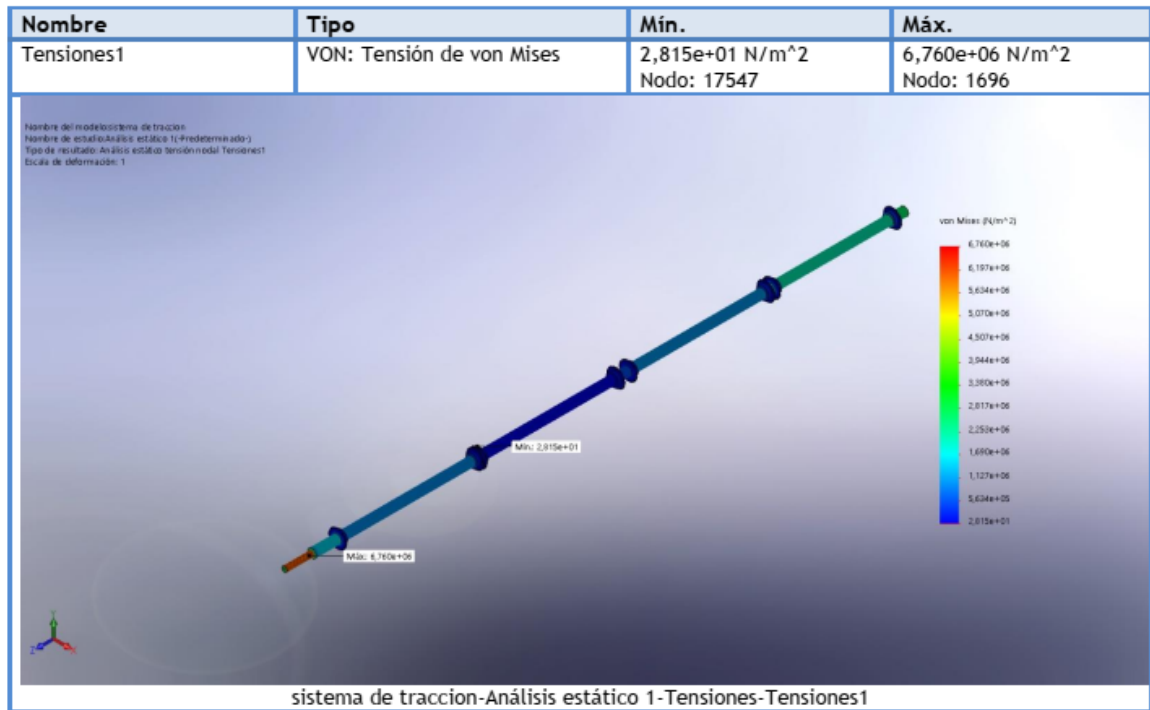 Nombre Tipo Mín. Máx.
Tensiones1 VON: Tensión de von Mises 2,815e+01 N/m^2 6,760e+06 N/m^2
Nodo: 17547 Nodo: 1696
Nombre del modelo:sistema de traccion
Nombre de estudio:Análisis estático 1(-Predeterminado-)
Tipo de resultado: Análisis estático tensión nodal Tensiones1
Escala de deformación: 1
von Mises (N/m^2)
6,760e+06
6,197e+06
5,634e+06
5,070e+06
4,507e+06
3,944e+06
3,380e+06
2,817e+06
2,253e+06
1,690e+06
1,127e+06
5,634e+05
2,815e+01
Mín: 2,815e+01
Máx: 6,760e+06
Y
Z
X
sistema de traccion-Análisis estático 1-Tensiones-Tensiones1